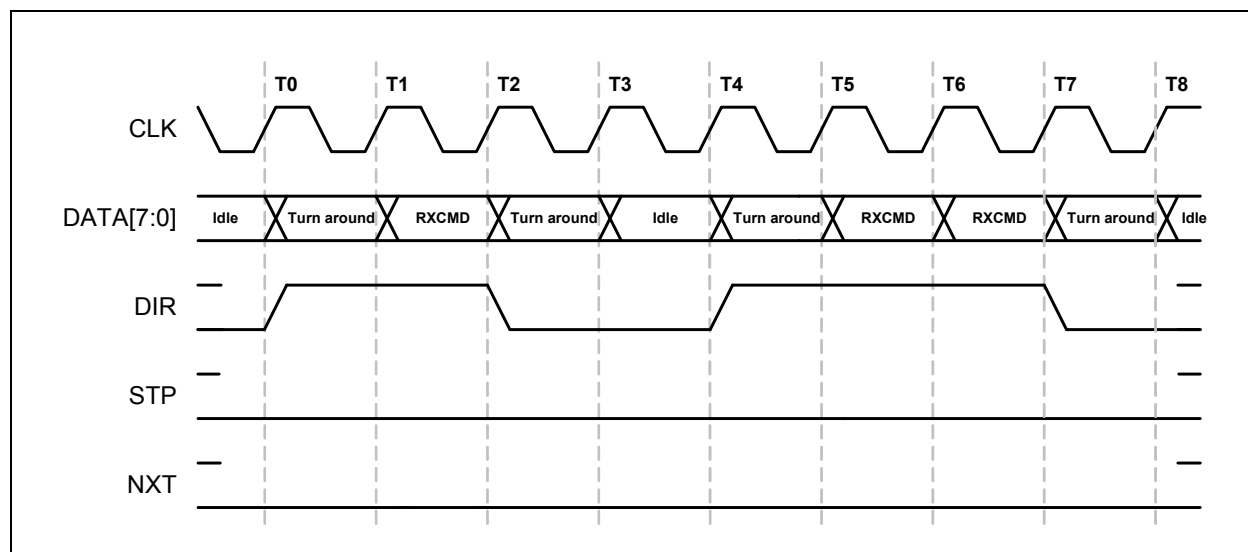 T0 T1 T2 T3 T4 T5 T6 T7 T8
CLK
DATA[7:0] Idle Turn around RXCMD Turn around Idle Turn around RXCMD RXCMD Turn around Idle
DIR
STP
NXT